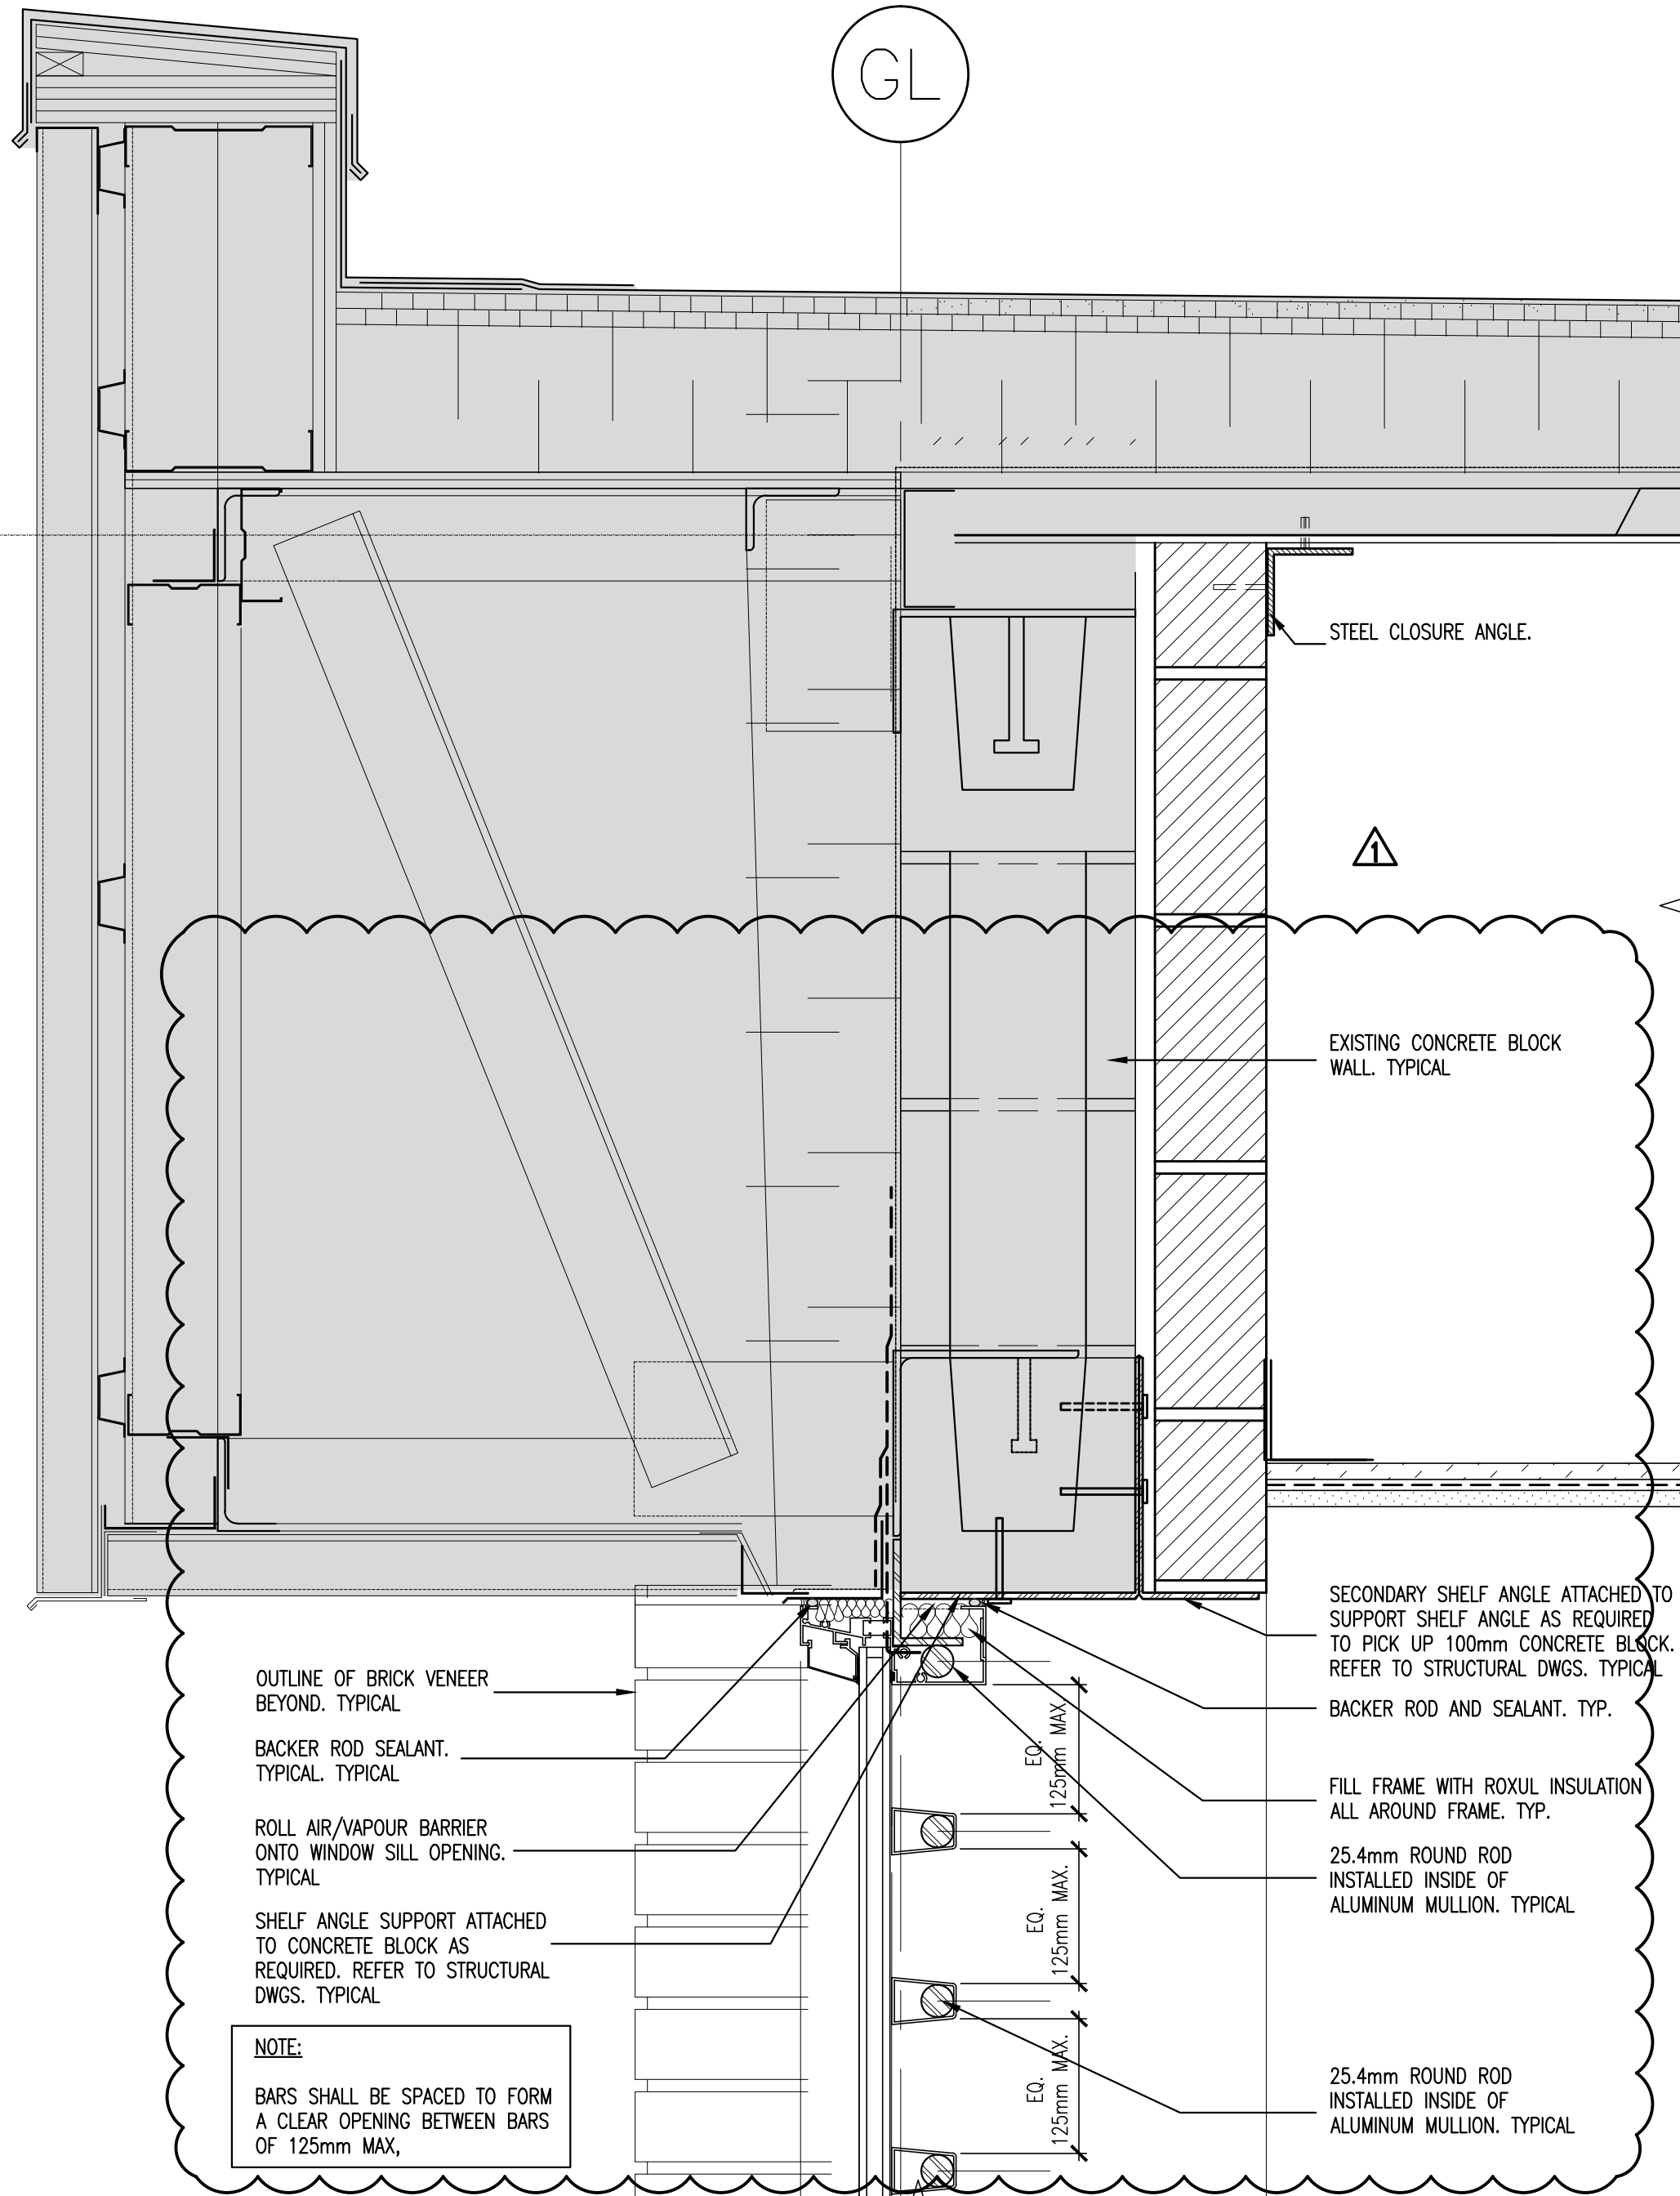 GL
STEEL CLOSURE ANGLE.
1
EXISTING CONCRETE BLOCK
WALL. TYPICAL
SECONDARY SHELF ANGLE ATTACHED TO
SUPPORT SHELF ANGLE AS REQUIRED
TO PICK UP 100mm CONCRETE BLOCK.
REFER TO STRUCTURAL DWGS. TYPICAL
BACKER ROD AND SEALANT. TYP.
FILL FRAME WITH ROXUL INSULATION
ALL AROUND FRAME. TYP.
25.4mm ROUND ROD
INSTALLED INSIDE OF
ALUMINUM MULLION. TYPICAL
25.4mm ROUND ROD
INSTALLED INSIDE OF
ALUMINUM MULLION. TYPICAL
OUTLINE OF BRICK VENEER
BEYOND. TYPICAL
BACKER ROD SEALANT.
TYPICAL. TYPICAL
ROLL AIR/VAPOUR BARRIER
ONTO WINDOW SILL OPENING.
TYPICAL
SHELF ANGLE SUPPORT ATTACHED
TO CONCRETE BLOCK AS
REQUIRED. REFER TO STRUCTURAL
DWGS. TYPICAL
NOTE:
BARS SHALL BE SPACED TO FORM
A CLEAR OPENING BETWEEN BARS
OF 125mm MAX,
EQ.
125mm MAX.
EQ.
125mm MAX.
EQ.
125mm MAX.